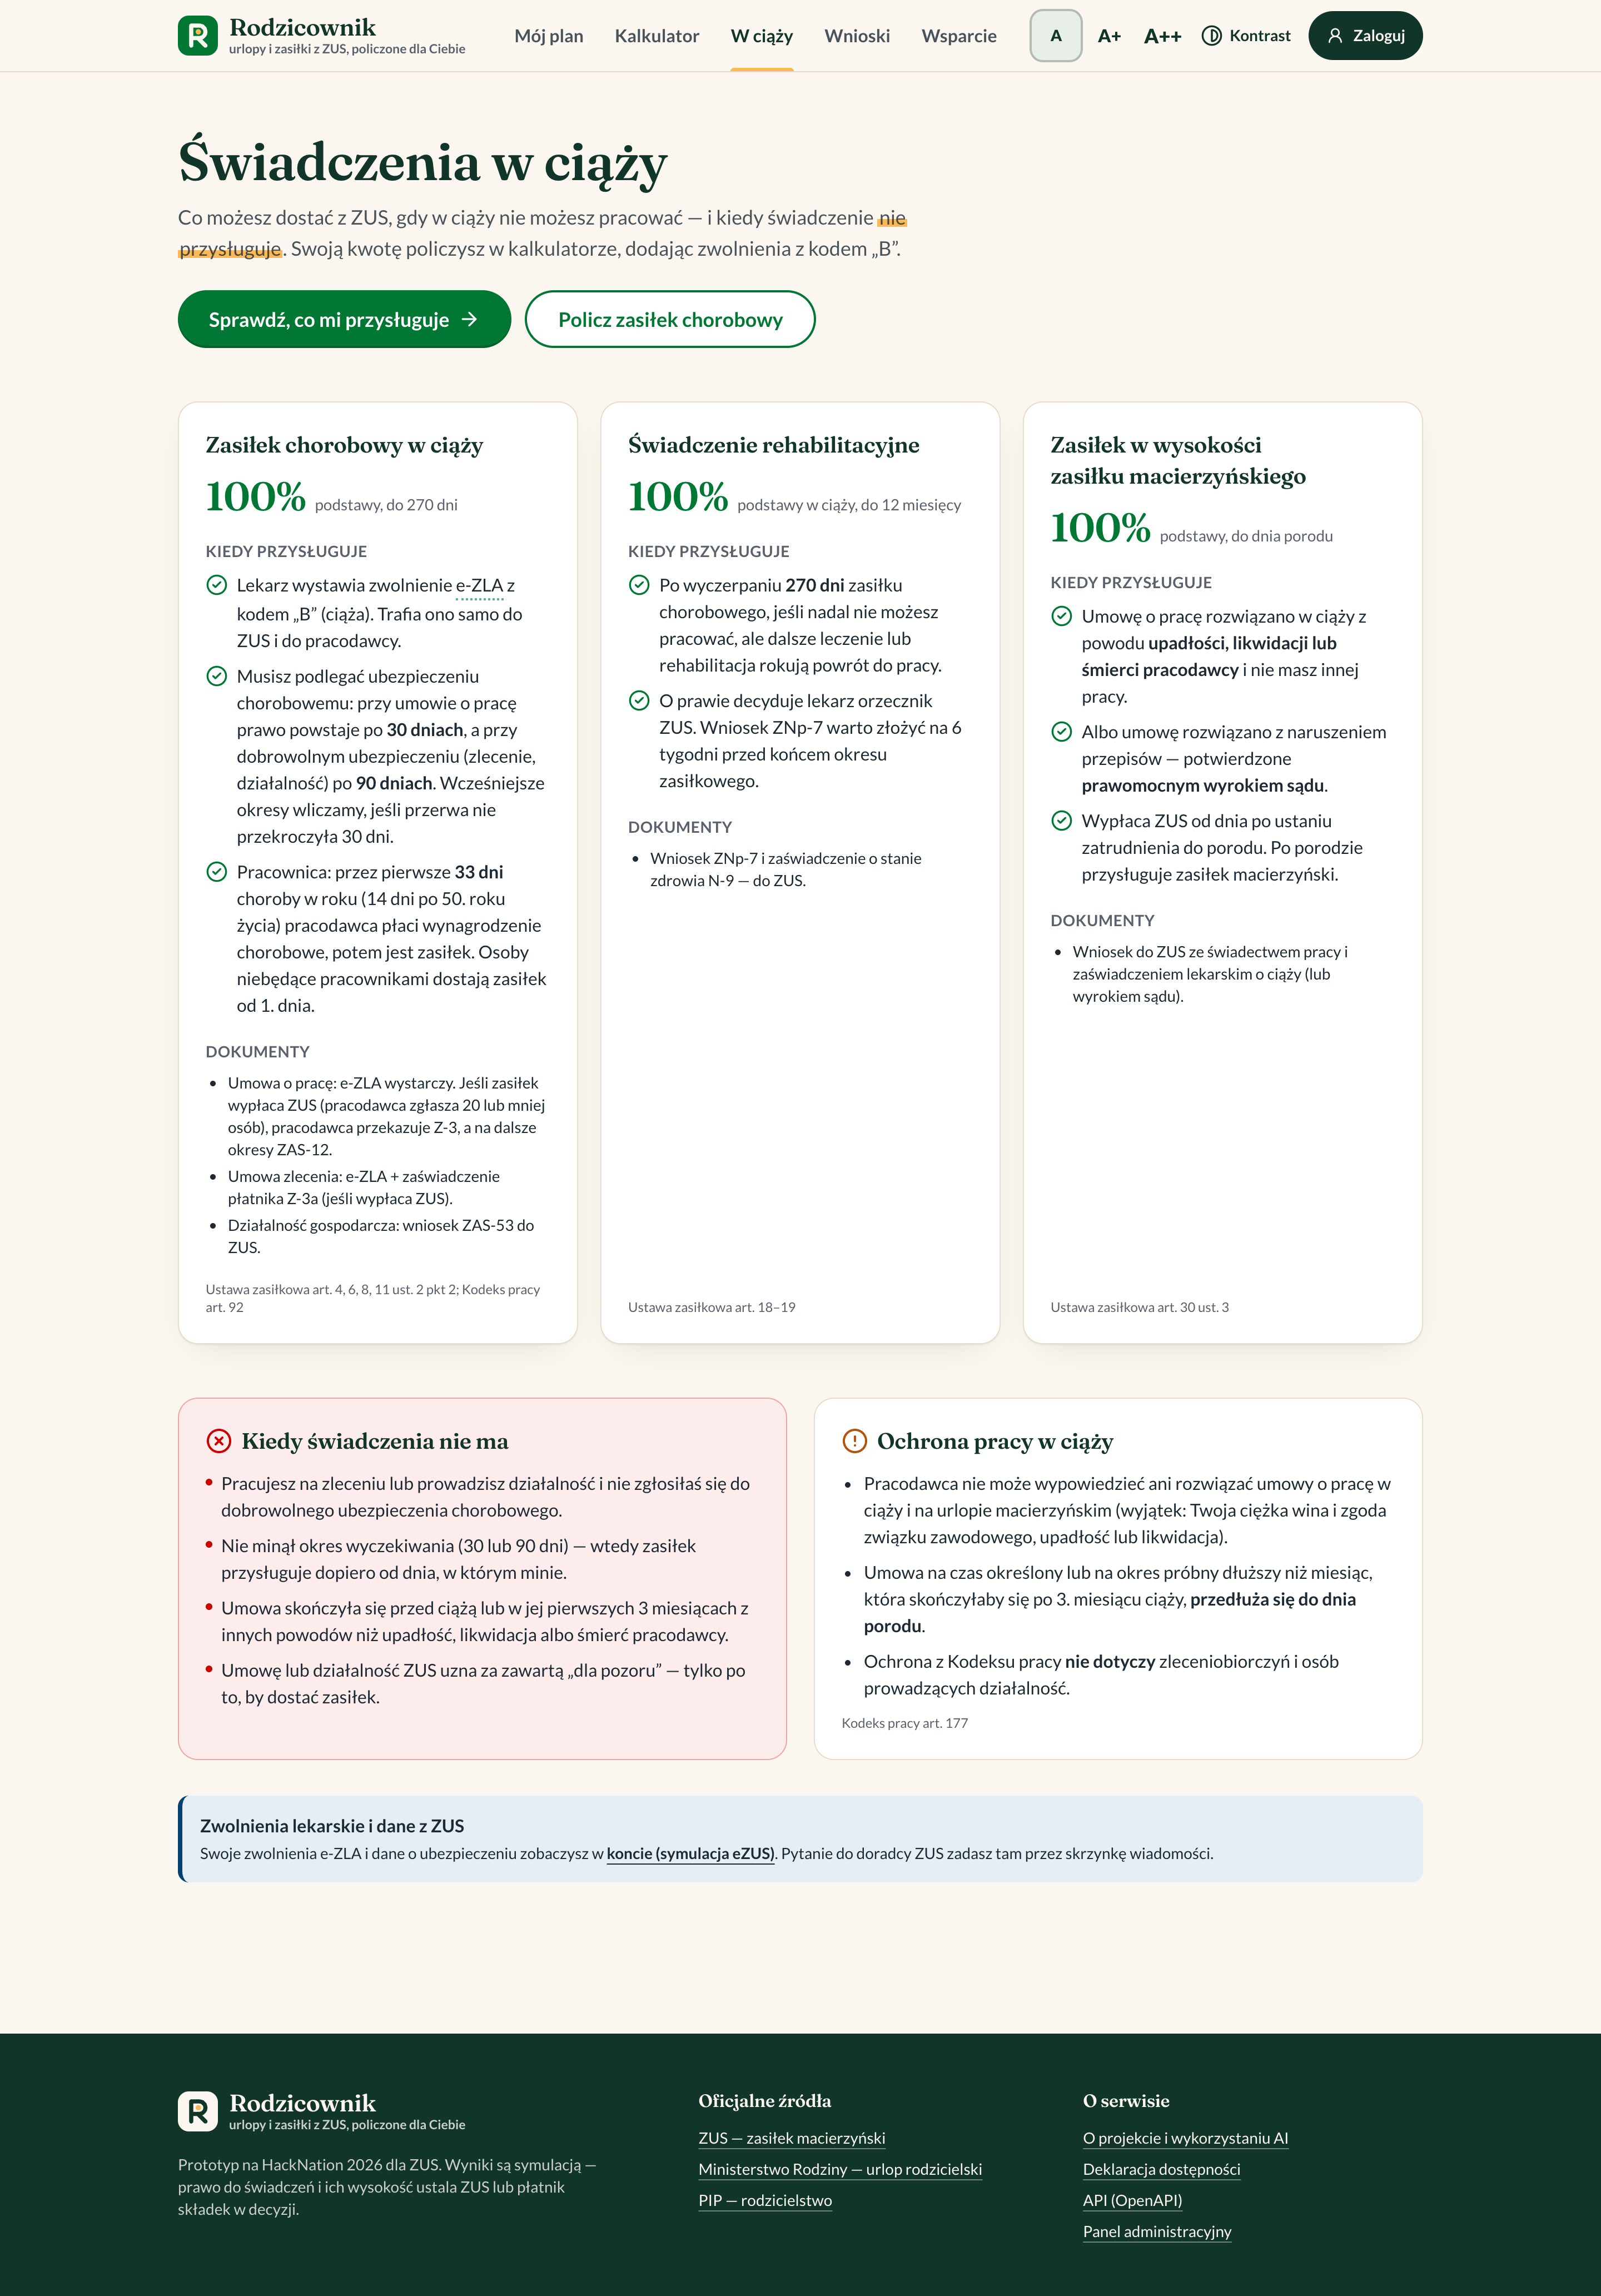 Rodzicownik
urlopy i zasiłki z ZUS, policzone dla Ciebie
Mój plan
Kalkulator
W ciąży
Wnioski
Wsparcie
A
A+
A++
Kontrast
Zaloguj
Świadczenia w ciąży
Co możesz dostać z ZUS, gdy w ciąży nie możesz pracować — i kiedy świadczenie nie
przysługuje. Swoją kwotę policzysz w kalkulatorze, dodając zwolnienia z kodem „B”.
Sprawdź, co mi przysługuje →
Policz zasiłek chorobowy
Zasiłek chorobowy w ciąży
100% podstawy, do 270 dni
KIEDY PRZYSŁUGUJE
Lekarz wystawia zwolnienie e-ZLA z
kodem „B” (ciąża). Trafia ono samo do
ZUS i do pracodawcy.
Musisz podlegać ubezpieczeniu
chorobowemu: przy umowie o pracę
prawo powstaje po 30 dniach, a przy
dobrowolnym ubezpieczeniu (zlecenie,
działalność) po 90 dniach. Wcześniejsze
okresy wliczamy, jeśli przerwa nie
przekroczyła 30 dni.
Pracownica: przez pierwsze 33 dni
choroby w roku (14 dni po 50. roku
życia) pracodawca płaci wynagrodzenie
chorobowe, potem jest zasiłek. Osoby
niebędące pracownikami dostają zasiłek
od 1. dnia.
DOKUMENTY
• Umowa o pracę: e-ZLA wystarczy. Jeśli zasiłek
wypłaca ZUS (pracodawca zgłasza 20 lub mniej
osób), pracodawca przekazuje Z-3, a na dalsze
okresy ZAS-12.
• Umowa zlecenia: e-ZLA + zaświadczenie
płatnika Z-3a (jeśli wypłaca ZUS).
• Działalność gospodarcza: wniosek ZAS-53 do
ZUS.
Ustawa zasiłkowa art. 4, 6, 8, 11 ust. 2 pkt 2; Kodeks pracy
art. 92
Świadczenie rehabilitacyjne
100% podstawy w ciąży, do 12 miesięcy
KIEDY PRZYSŁUGUJE
Po wyczerpaniu 270 dni zasiłku
chorobowego, jeśli nadal nie możesz
pracować, ale dalsze leczenie lub
rehabilitacja rokują powrót do pracy.
O prawie decyduje lekarz orzecznik
ZUS. Wniosek ZNp-7 warto złożyć na 6
tygodni przed końcem okresu
zasiłkowego.
DOKUMENTY
• Wniosek ZNp-7 i zaświadczenie o stanie
zdrowia N-9 — do ZUS.
Ustawa zasiłkowa art. 18–19
Zasiłek w wysokości
zasiłku macierzyńskiego
100% podstawy, do dnia porodu
KIEDY PRZYSŁUGUJE
Umowę o pracę rozwiązano w ciąży z
powodu upadłości, likwidacji lub
śmierci pracodawcy i nie masz innej
pracy.
Albo umowę rozwiązano z naruszeniem
przepisów — potwierdzone
prawomocnym wyrokiem sądu.
Wypłaca ZUS od dnia po ustaniu
zatrudnienia do porodu. Po porodzie
przysługuje zasiłek macierzyński.
DOKUMENTY
• Wniosek do ZUS ze świadectwem pracy i
zaświadczeniem lekarskim o ciąży (lub
wyrokiem sądu).
Ustawa zasiłkowa art. 30 ust. 3
Kiedy świadczenia nie ma
• Pracujesz na zleceniu lub prowadzisz działalność i nie zgłosiłaś się do
dobrowolnego ubezpieczenia chorobowego.
• Nie minął okres wyczekiwania (30 lub 90 dni) — wtedy zasiłek
przysługuje dopiero od dnia, w którym minie.
• Umowa skończyła się przed ciążą lub w jej pierwszych 3 miesiącach z
innych powodów niż upadłość, likwidacja albo śmierć pracodawcy.
• Umowę lub działalność ZUS uzna za zawartą „dla pozoru” — tylko po
to, by dostać zasiłek.
Ochrona pracy w ciąży
• Pracodawca nie może wypowiedzieć ani rozwiązać umowy o pracę w
ciąży i na urlopie macierzyńskim (wyjątek: Twoja ciężka wina i zgoda
związku zawodowego, upadłość lub likwidacja).
• Umowa na czas określony lub na okres próbny dłuższy niż miesiąc,
która skończyłaby się po 3. miesiącu ciąży, przedłuża się do dnia
porodu.
• Ochrona z Kodeksu pracy nie dotyczy zleceniobiorczyń i osób
prowadzących działalność.
Kodeks pracy art. 177
Zwolnienia lekarskie i dane z ZUS
Swoje zwolnienia e-ZLA i dane o ubezpieczeniu zobaczysz w koncie (symulacja eZUS). Pytanie do doradcy ZUS zadasz tam przez skrzynkę wiadomości.
Rodzicownik
urlopy i zasiłki z ZUS, policzone dla Ciebie
Prototyp na HackNation 2026 dla ZUS. Wyniki są symulacją —
prawo do świadczeń i ich wysokość ustala ZUS lub płatnik
składek w decyzji.
Oficjalne źródła
ZUS — zasiłek macierzyński
Ministerstwo Rodziny — urlop rodzicielski
PIP — rodzicielstwo
O serwisie
O projekcie i wykorzystaniu AI
Deklaracja dostępności
API (OpenAPI)
Panel administracyjny